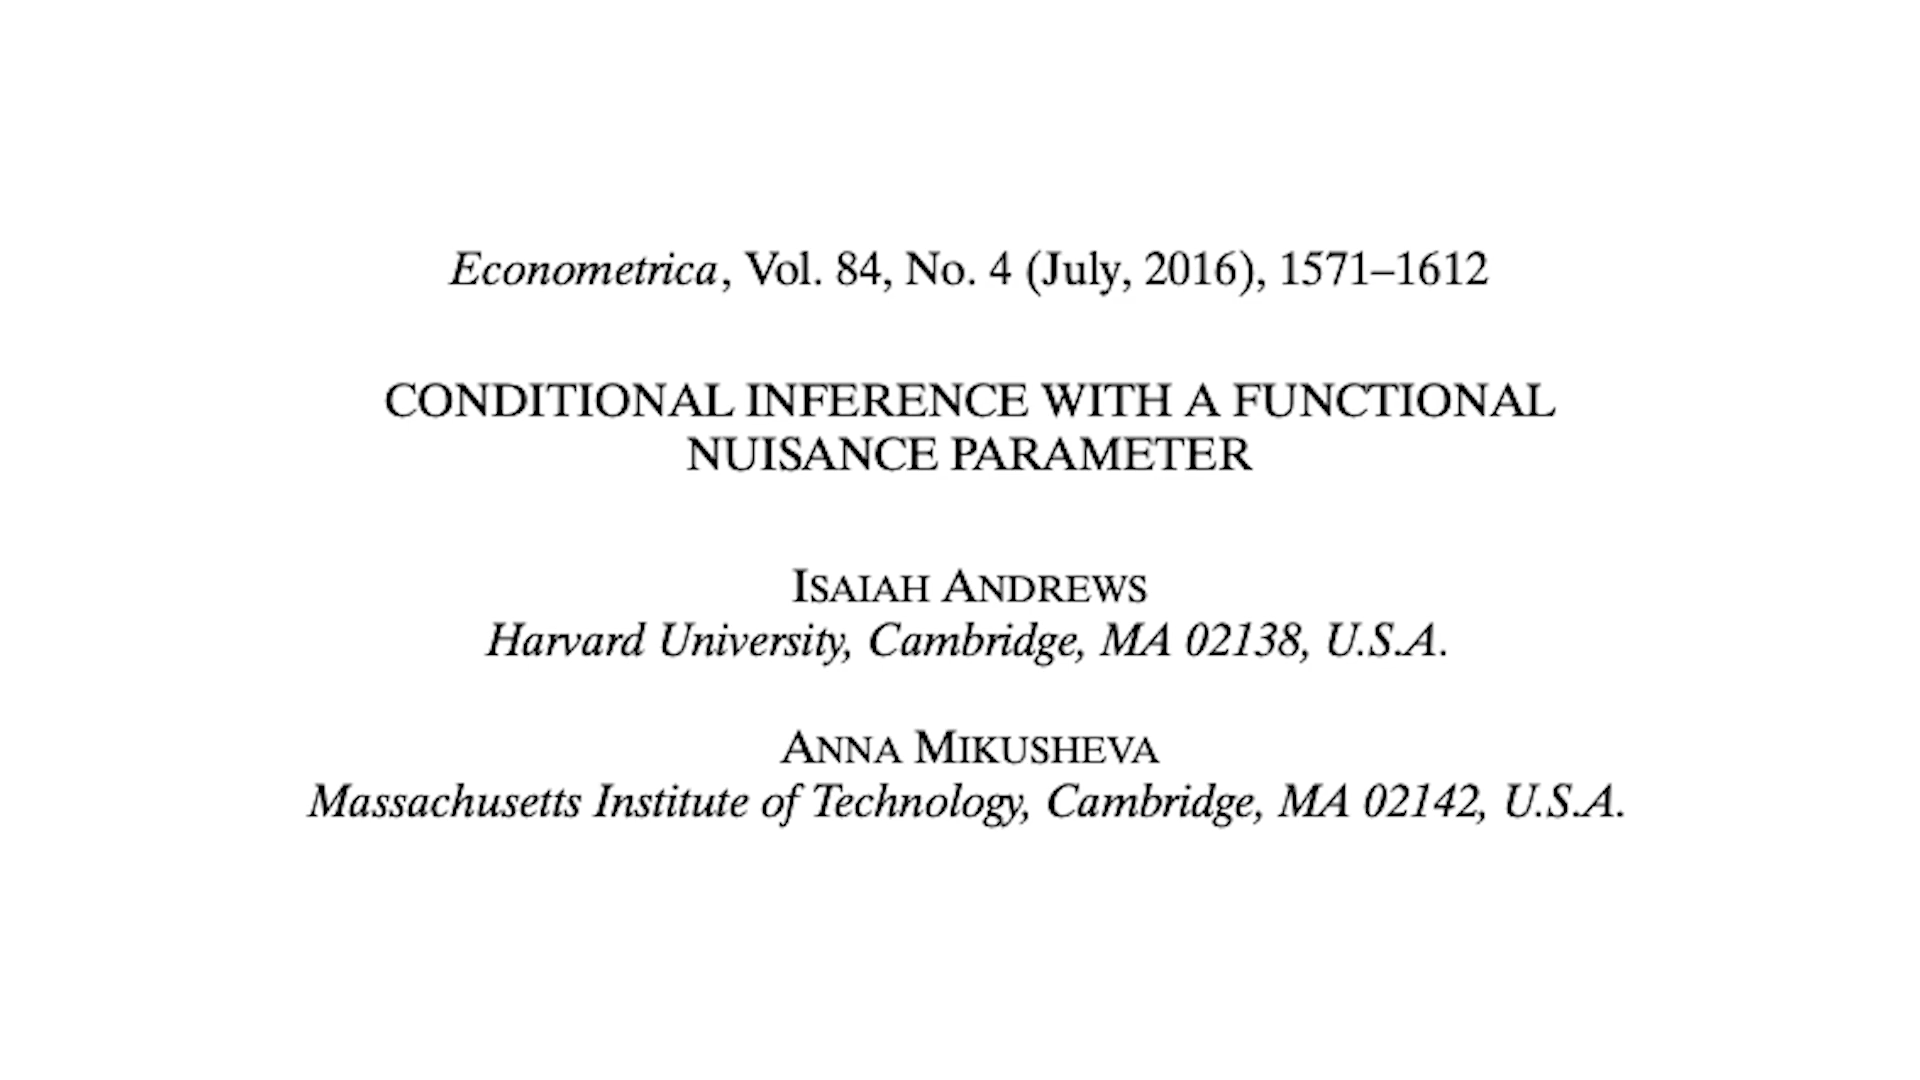 Econometrica, Vol. 84, No. 4 (July, 2016), 1571–1612
CONDITIONAL INFERENCE WITH A FUNCTIONAL
NUISANCE PARAMETER
ISAIAH ANDREWS
Harvard University, Cambridge, MA 02138, U.S.A.
ANNA MIKUSHEVA
Massachusetts Institute of Technology, Cambridge, MA 02142, U.S.A.